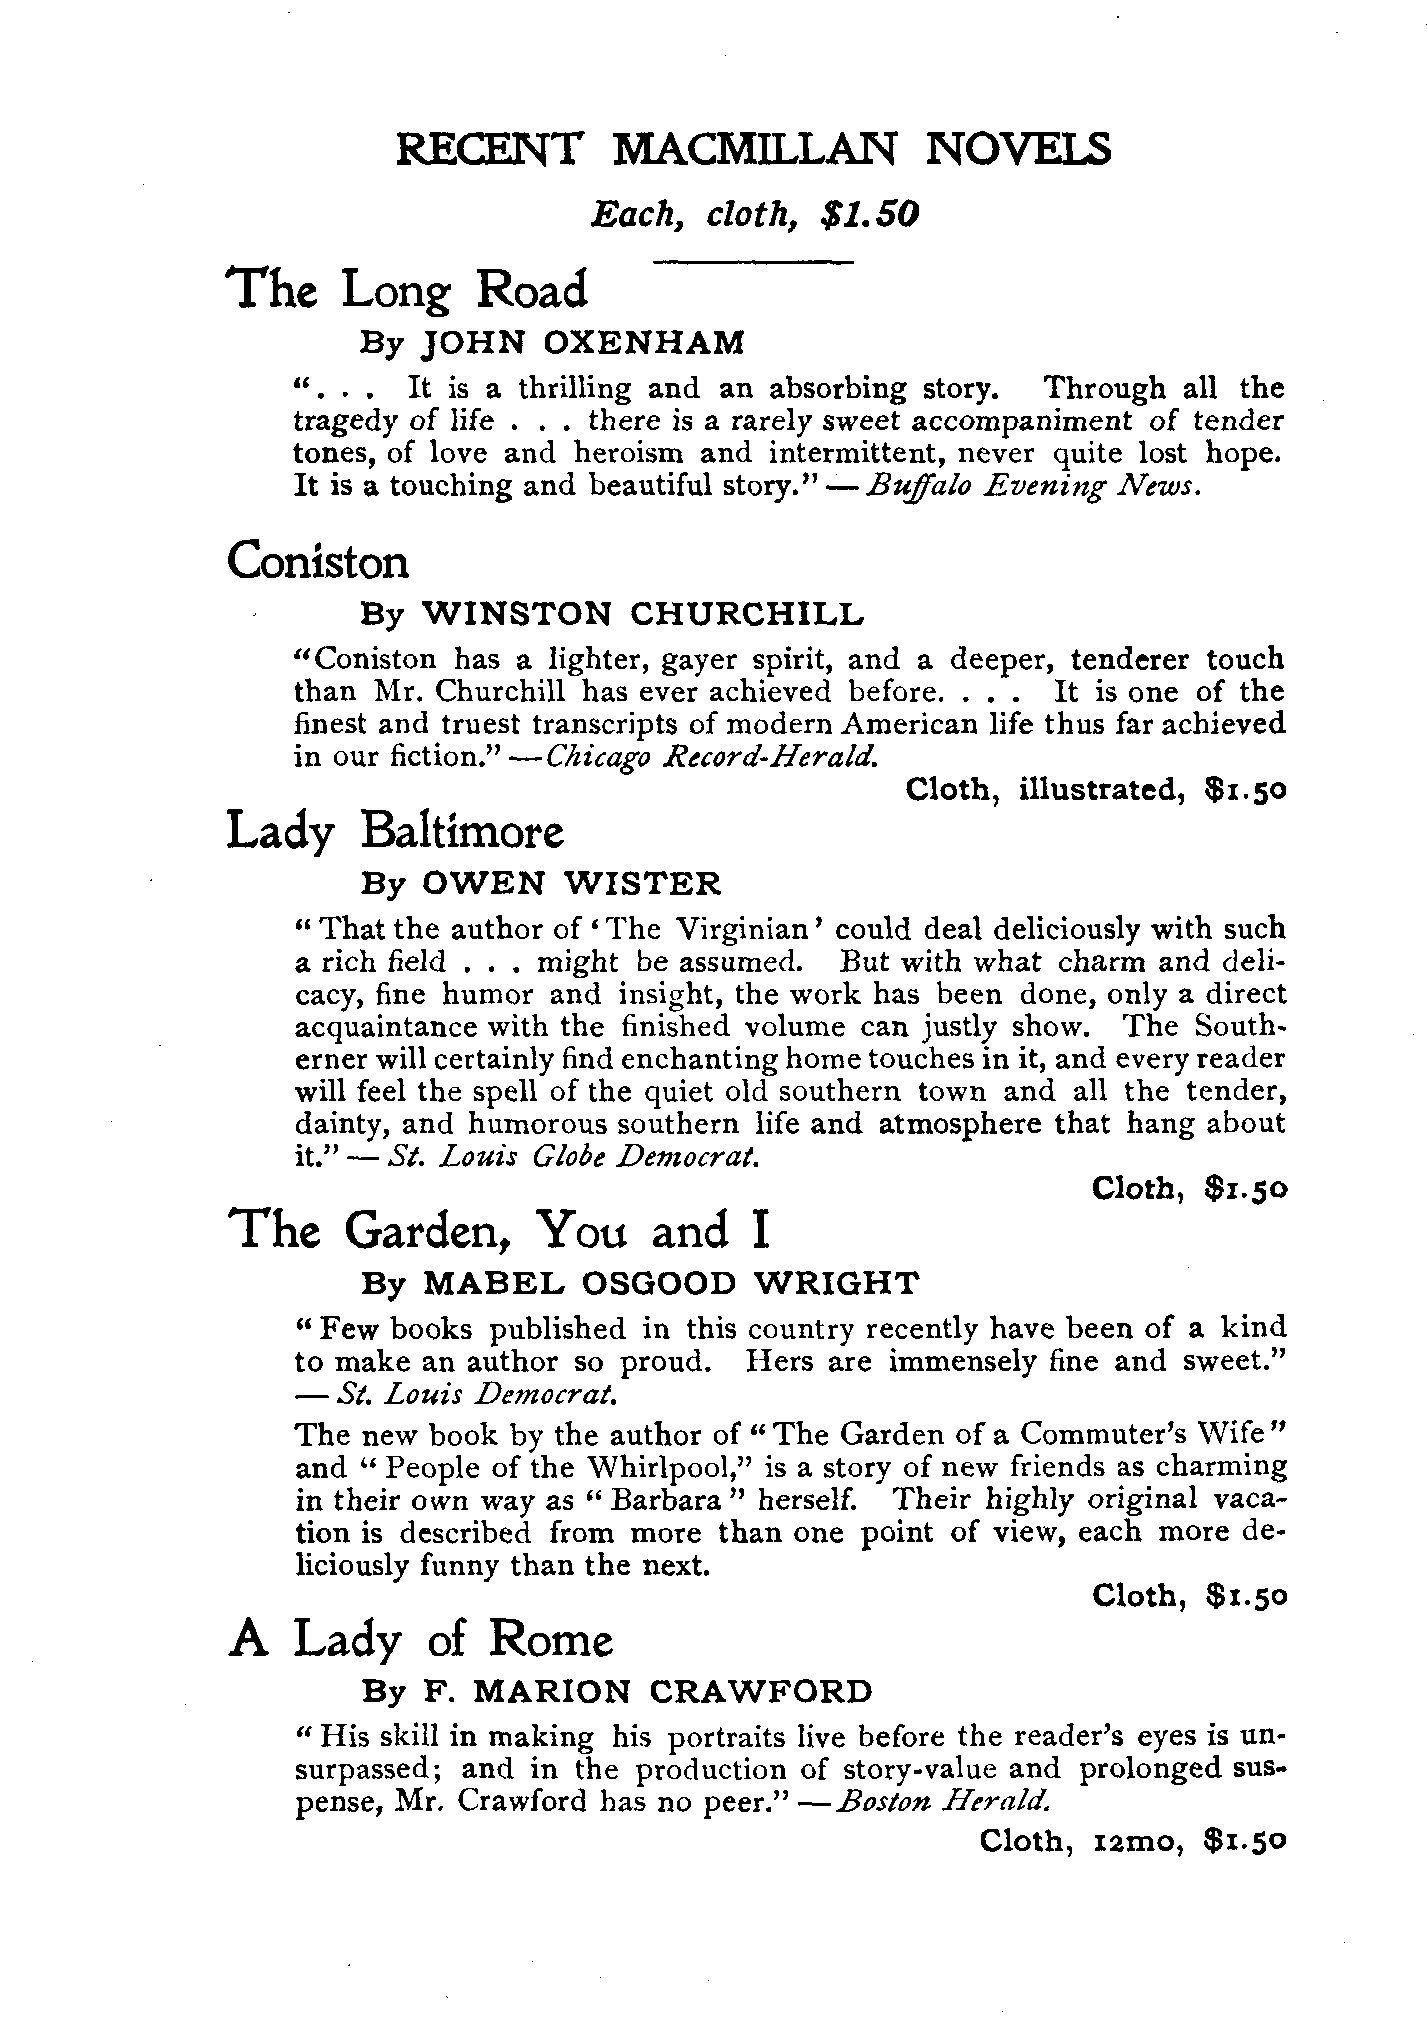 RECENT MACMILLAN NOVELS
Each, cloth, $1.50
The Long Road
By JOHN OXENHAM
“. . . It is a thrilling and an absorbing story. Through all the
tragedy of life . . . there is a rarely sweet accompaniment of tender
tones, of love and heroism and intermittent, never quite lost hope.
It is a touching and beautiful story.” — Buffalo Evening News.
Coniston
By WINSTON CHURCHILL
“Coniston has a lighter, gayer spirit, and a deeper, tenderer touch
than Mr. Churchill has ever achieved before. . . . It is one of the
finest and truest transcripts of modern American life thus far achieved
in our fiction.” — Chicago Record-Herald.
Cloth, illustrated, $1.50
Lady Baltimore
By OWEN WISTER
“That the author of ‘The Virginian’ could deal deliciously with such
a rich field . . . might be assumed. But with what charm and deli-
cacy, fine humor and insight, the work has been done, only a direct
acquaintance with the finished volume can justly show. The South-
erner will certainly find enchanting home touches in it, and every reader
will feel the spell of the quiet old southern town and all the tender,
dainty, and humorous southern life and atmosphere that hang about
it.” — St. Louis Globe Democrat.
Cloth, $1.50
The Garden, You and I
By MABEL OSGOOD WRIGHT
“Few books published in this country recently have been of a kind
to make an author so proud. Hers are immensely fine and sweet.”
— St. Louis Democrat.
The new book by the author of “The Garden of a Commuter’s Wife”
and “People of the Whirlpool,” is a story of new friends as charming
in their own way as “Barbara” herself. Their highly original vaca-
tion is described from more than one point of view, each more de-
liciously funny than the next.
Cloth, $1.50
A Lady of Rome
By F. MARION CRAWFORD
“His skill in making his portraits live before the reader’s eyes is un-
surpassed; and in the production of story-value and prolonged sus-
pense, Mr. Crawford has no peer.” — Boston Herald.
Cloth, 12mo, $1.50